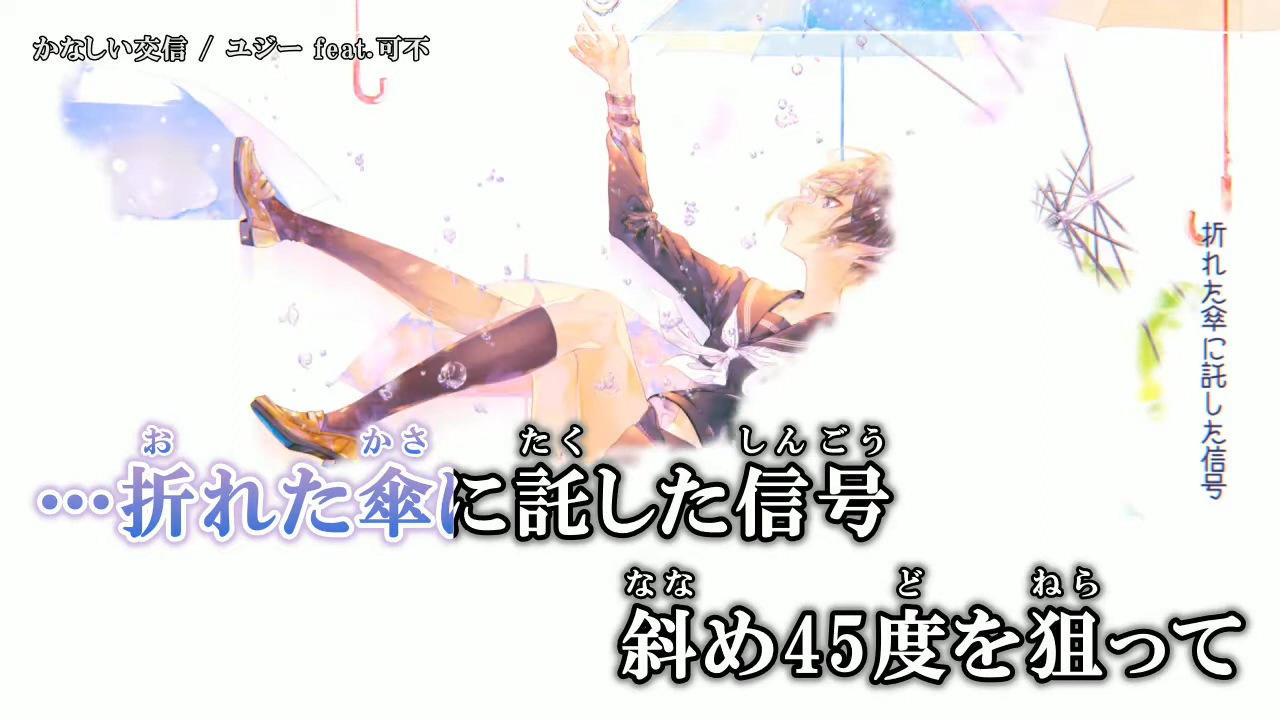 かなしい交信 / ユジー feat.可不
折れた傘に託した信号
お かさ たく しんごう
…折れた傘に託した信号
なな ど ねら
斜め45度を狙って